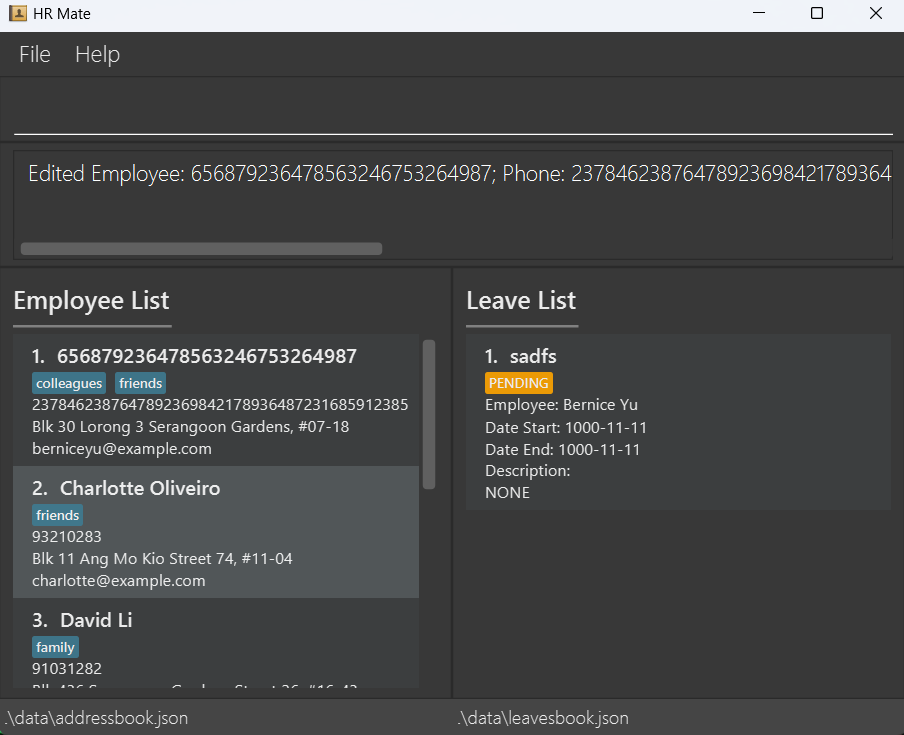 HR Mate
File Help
Edited Employee: 656879236478563246753264987; Phone: 23784623876478923698421789364
Employee List
1. 656879236478563246753264987
colleagues friends
237846238764789236984217893648723168591​2385
Blk 30 Lorong 3 Serangoon Gardens, #07-18
berniceyu@example.com
2. Charlotte Oliveiro
friends
93210283
Blk 11 Ang Mo Kio Street 74, #11-04
charlotte@example.com
3. David Li
family
91031282
Leave List
1. sadfs
PENDING
Employee: Bernice Yu
Date Start: 1000-11-11
Date End: 1000-11-11
Description:
NONE
.\data\addressbook.json
.\data\leavesbook.json